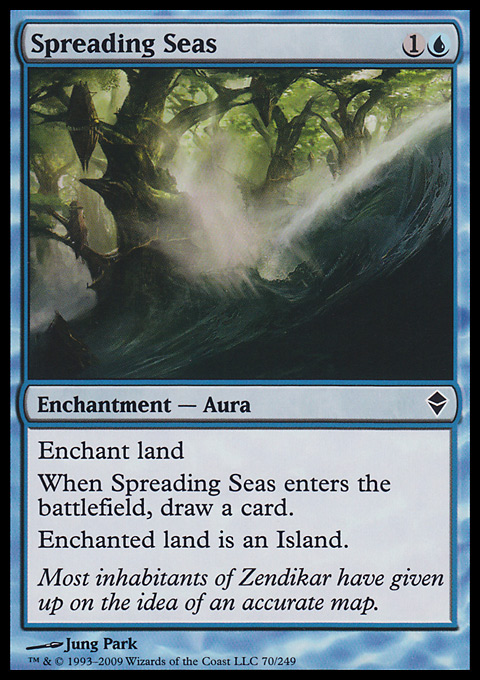 Spreading Seas 1
Enchantment — Aura
Enchant land
When Spreading Seas enters the
battlefield, draw a card.
Enchanted land is an Island.
Most inhabitants of Zendikar have given
up on the idea of an accurate map.
Jung Park
™ & © 1993–2009 Wizards of the Coast LLC 70/249